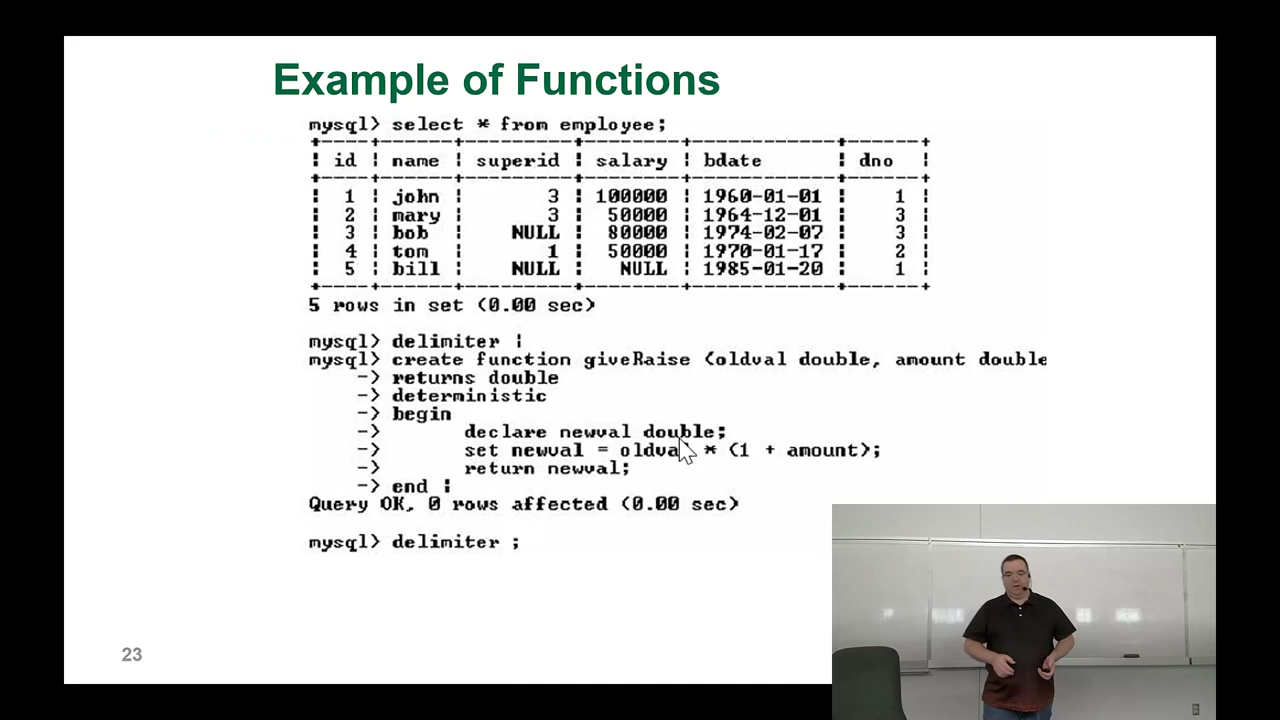 Example of Functions
mysql> select * from employee;
+----+------+---------+--------+------------+------+
| id | name | superid | salary | bdate | dno |
+----+------+---------+--------+------------+------+
| 1 | john | 3 | 100000 | 1960-01-01 | 1 |
| 2 | mary | 3 | 50000 | 1964-12-01 | 3 |
| 3 | bob | NULL | 80000 | 1974-02-07 | 3 |
| 4 | tom | 1 | 50000 | 1970-01-17 | 2 |
| 5 | bill | NULL | NULL | 1985-01-20 | 1 |
+----+------+---------+--------+------------+------+
5 rows in set (0.00 sec)
mysql> delimiter |
mysql> create function giveRaise (oldval double, amount double
-> returns double
-> deterministic
-> begin
-> declare newval double;
-> set newval = oldval * (1 + amount);
-> return newval;
-> end |
Query OK, 0 rows affected (0.00 sec)
mysql> delimiter ;
23